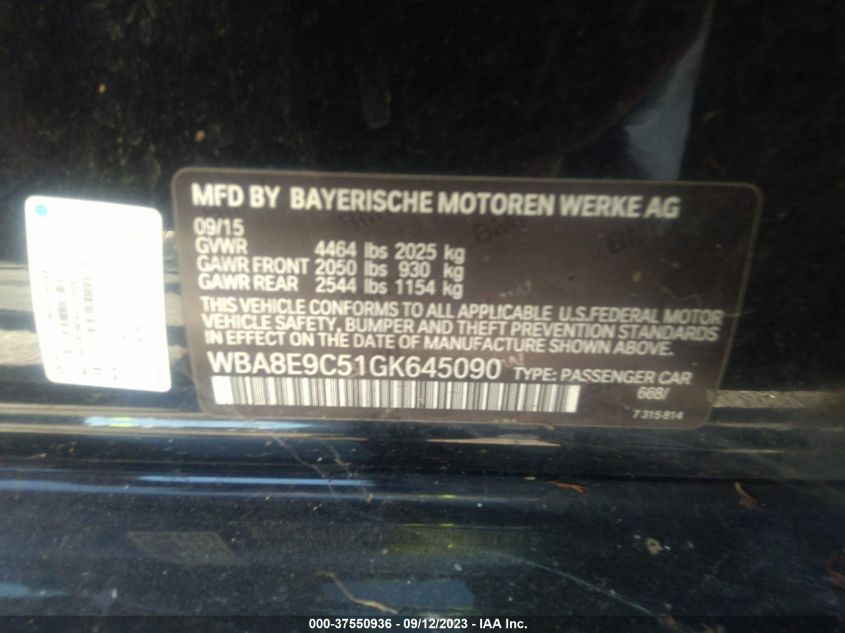 MFD BY BAYERISCHE MOTOREN WERKE AG
09/15
GVWR 4464 lbs 2025 kg
GAWR FRONT 2050 lbs 930 kg
GAWR REAR 2544 lbs 1154 kg
THIS VEHICLE CONFORMS TO ALL APPLICABLE U.S.FEDERAL MOTOR
VEHICLE SAFETY, BUMPER AND THEFT PREVENTION STANDARDS
IN EFFECT ON THE DATE OF MANUFACTURE SHOWN ABOVE.
WBA8E9C51GK645090 TYPE: PASSENGER CAR
668/
7 315 814
000-37550936 - 09/12/2023 - IAA Inc.